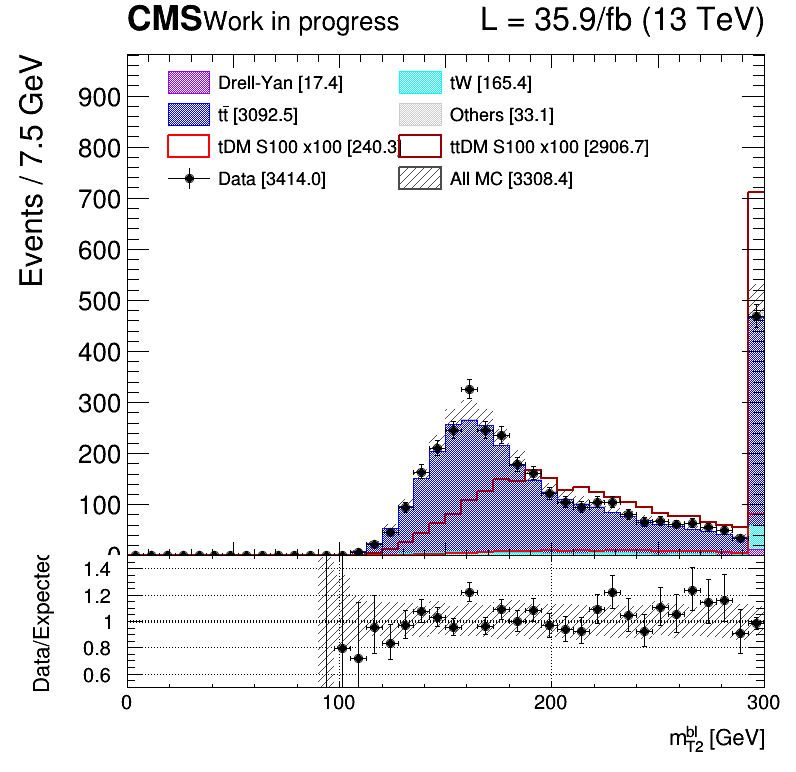 CMS Work in progress L = 35.9/fb (13 TeV)
Events / 7.5 GeV
900
800
700
600
500
400
300
200
100
0
Drell-Yan [17.4]
tW [165.4]
tt̄ [3092.5]
Others [33.1]
tDM S100 x100 [240.3]
ttDM S100 x100 [2906.7]
Data [3414.0]
All MC [3308.4]
Data/Expected
1.4
1.2
1
0.8
0.6
0 100 200 300
m_{T2}^{bl} [GeV]